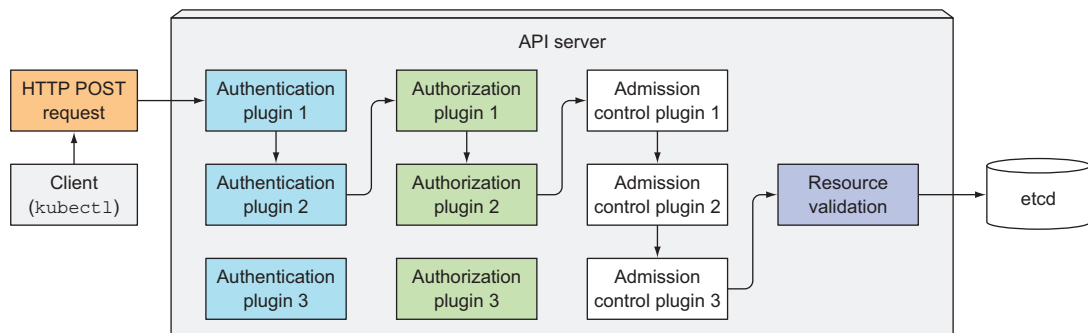 API server
HTTP POST
request
Client
(kubectl)
Authentication
plugin 1
Authentication
plugin 2
Authentication
plugin 3
Authorization
plugin 1
Authorization
plugin 2
Authorization
plugin 3
Admission
control plugin 1
Admission
control plugin 2
Admission
control plugin 3
Resource
validation
etcd